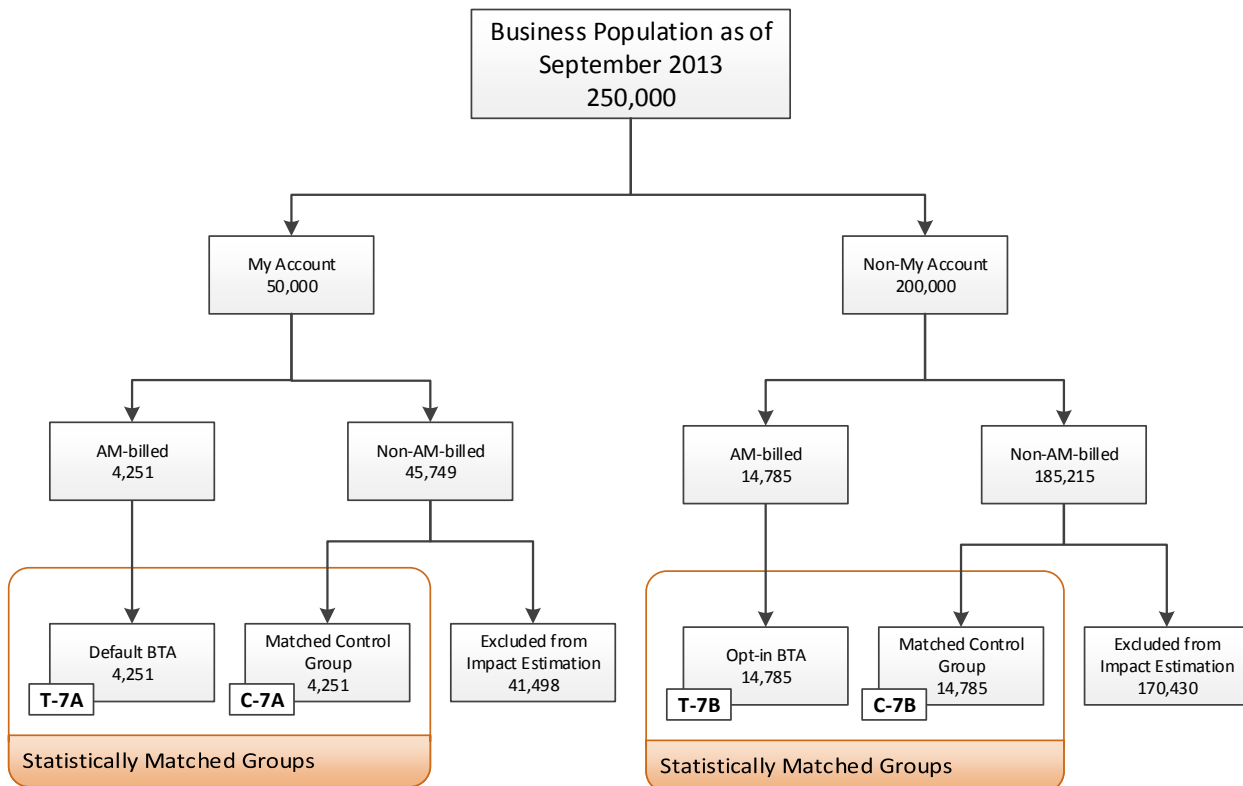 Business Population as of
September 2013
250,000
My Account
50,000
Non-My Account
200,000
AM-billed
4,251
Non-AM-billed
45,749
AM-billed
14,785
Non-AM-billed
185,215
Default BTA
4,251
T-7A
Matched Control
Group
4,251
C-7A
Excluded from
Impact Estimation
41,498
Opt-in BTA
14,785
T-7B
Matched Control
Group
14,785
C-7B
Excluded from
Impact Estimation
170,430
Statistically Matched Groups
Statistically Matched Groups